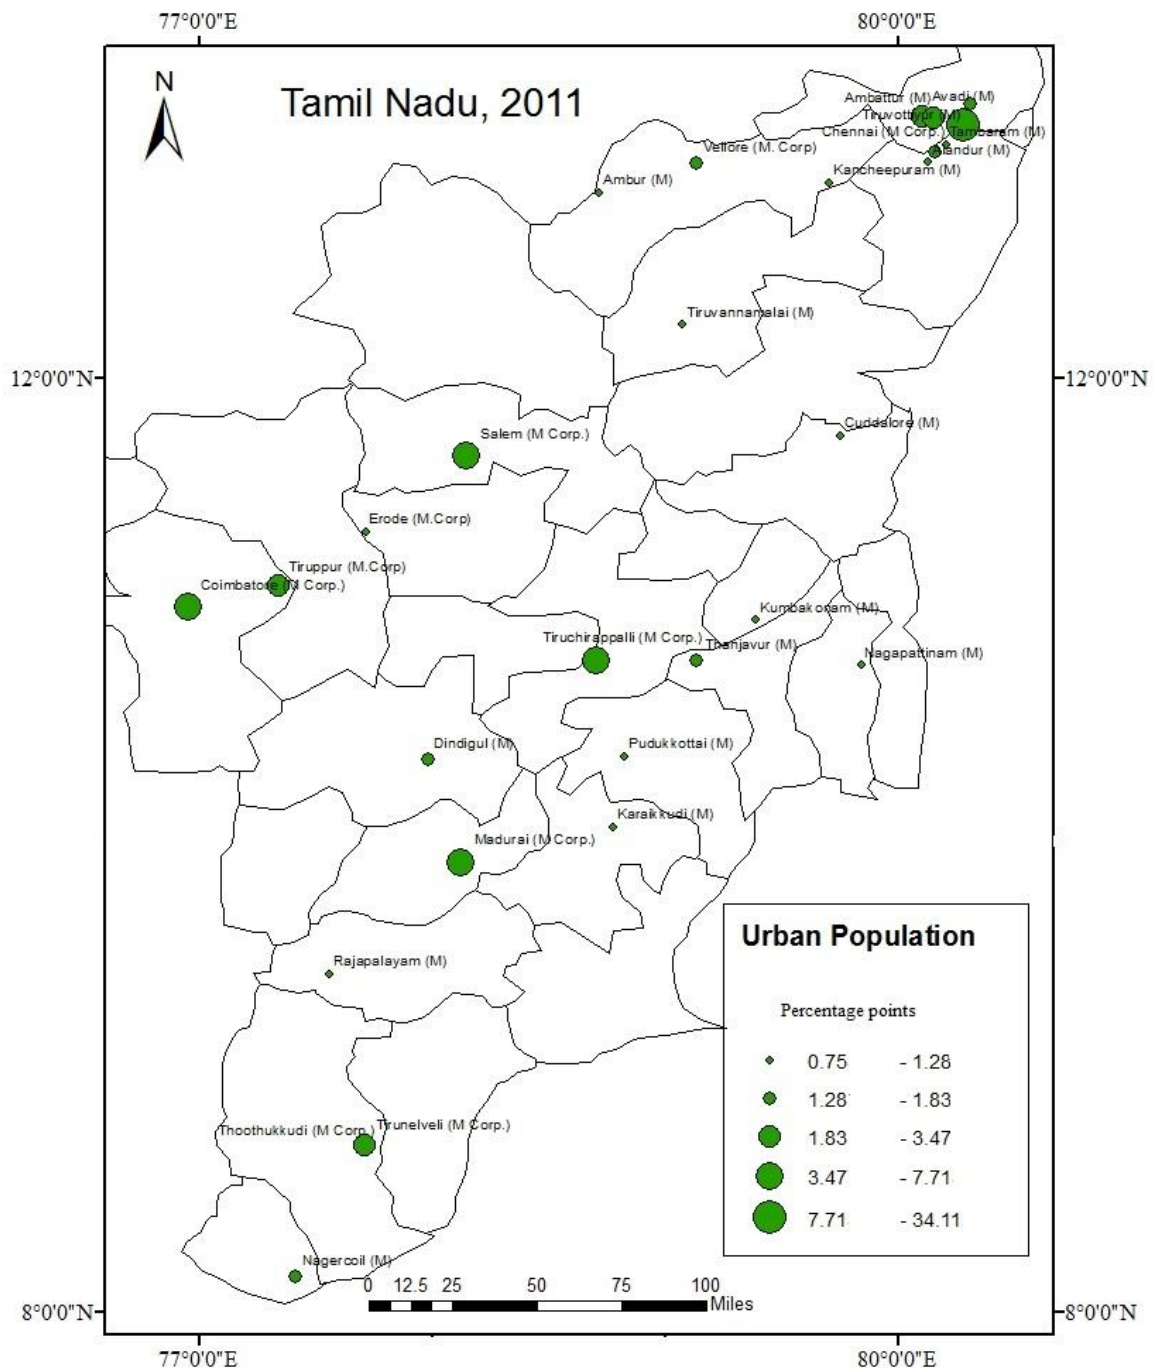 77°0'0"E 80°0'0"E
N
Tamil Nadu, 2011
Ambattur (M) Avadi (M)
Chennai (M Corp.) Tambaram (M)
Alandur (M)
Vellore (M. Corp)
Kancheepuram (M)
Ambur (M)
Tiruvannamalai (M)
12°0'0"N 12°0'0"N
Cuddalore (M)
Salem (M Corp.)
Erode (M.Corp)
Tiruppur (M.Corp)
Coimbatore (M Corp.)
Kumbakonam (M)
Tiruchirappalli (M Corp.) Thanjavur (M)
Nagapattinam (M)
Dindigul (M) Pudukkottai (M)
Karaikkudi (M)
Madurai (M Corp.)
Rajapalayam (M)
Thoothukkudi (M Corp.) Tirunelveli (M Corp.)
Nagercoil (M)
Urban Population
Percentage points
0.75 - 1.28
1.28 - 1.83
1.83 - 3.47
3.47 - 7.71
7.71 - 34.11
0 12.5 25 50 75 100
Miles
8°0'0"N 8°0'0"N
77°0'0"E 80°0'0"E